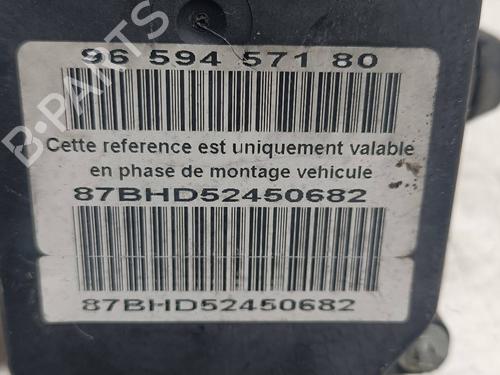 96 594 571 80
Cette reference est uniquement valable
en phase de montage vehicule
87BHD52450682
87BHD52450682
B-PARTS